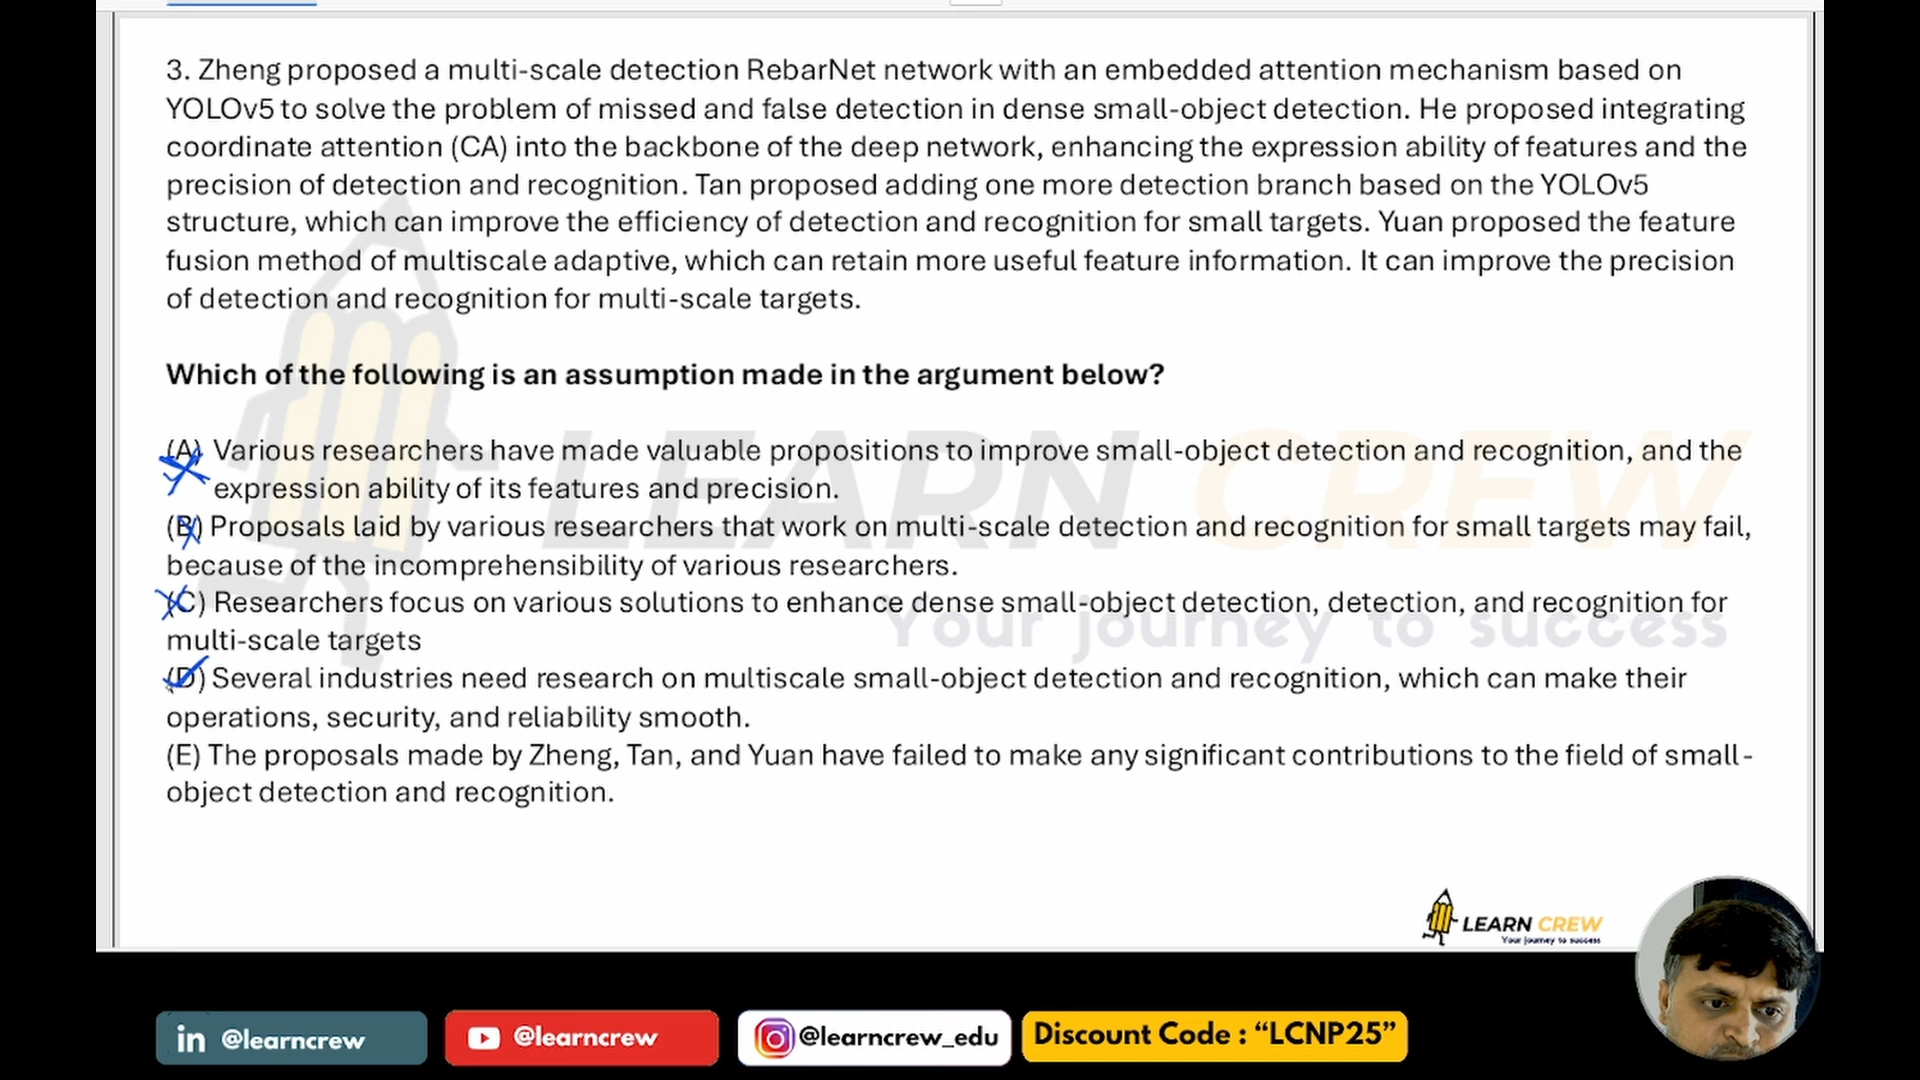 3. Zheng proposed a multi-scale detection RebarNet network with an embedded attention mechanism based on
YOLOv5 to solve the problem of missed and false detection in dense small-object detection. He proposed integrating
coordinate attention (CA) into the backbone of the deep network, enhancing the expression ability of features and the
precision of detection and recognition. Tan proposed adding one more detection branch based on the YOLOv5
structure, which can improve the efficiency of detection and recognition for small targets. Yuan proposed the feature
fusion method of multiscale adaptive, which can retain more useful feature information. It can improve the precision
of detection and recognition for multi-scale targets.
Which of the following is an assumption made in the argument below?
(A) Various researchers have made valuable propositions to improve small-object detection and recognition, and the
expression ability of its features and precision.
(B) Proposals laid by various researchers that work on multi-scale detection and recognition for small targets may fail,
because of the incomprehensibility of various researchers.
(C) Researchers focus on various solutions to enhance dense small-object detection, detection, and recognition for
multi-scale targets
(D) Several industries need research on multiscale small-object detection and recognition, which can make their
operations, security, and reliability smooth.
(E) The proposals made by Zheng, Tan, and Yuan have failed to make any significant contributions to the field of small-
object detection and recognition.
LEARN CREW
Your journey to success
LEARN CREW
Your journey to success
in @learncrew
@learncrew
@learncrew_edu
Discount Code : “LCNP25”